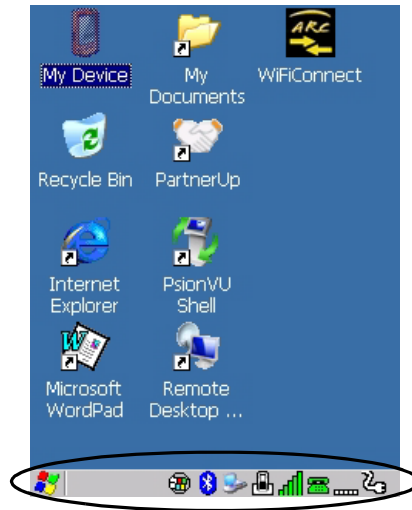 ARC
My Device
My
Documents
WiFiConnect
Recycle Bin
PartnerUp
Internet
Explorer
PsionVU
Shell
W
Microsoft
WordPad
Remote
Desktop ...